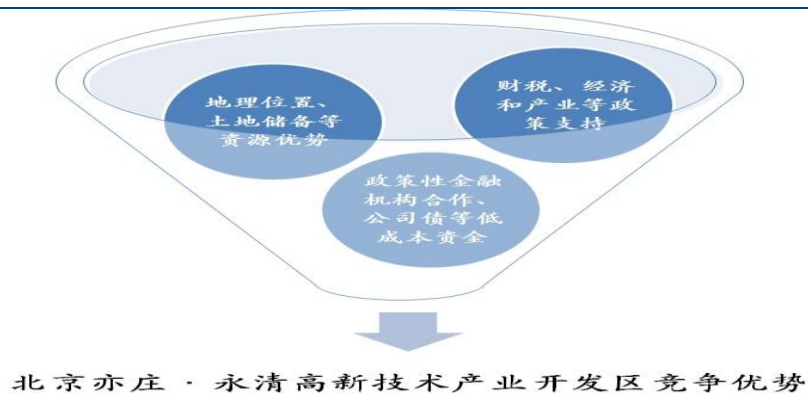 地理位置、
土地储备等
资源优势
财税、经济
和产业等政
策支持
政策性金融
机构合作、
公司债等低
成本资金
北京亦庄·永清高新技术产业开发区竞争优势